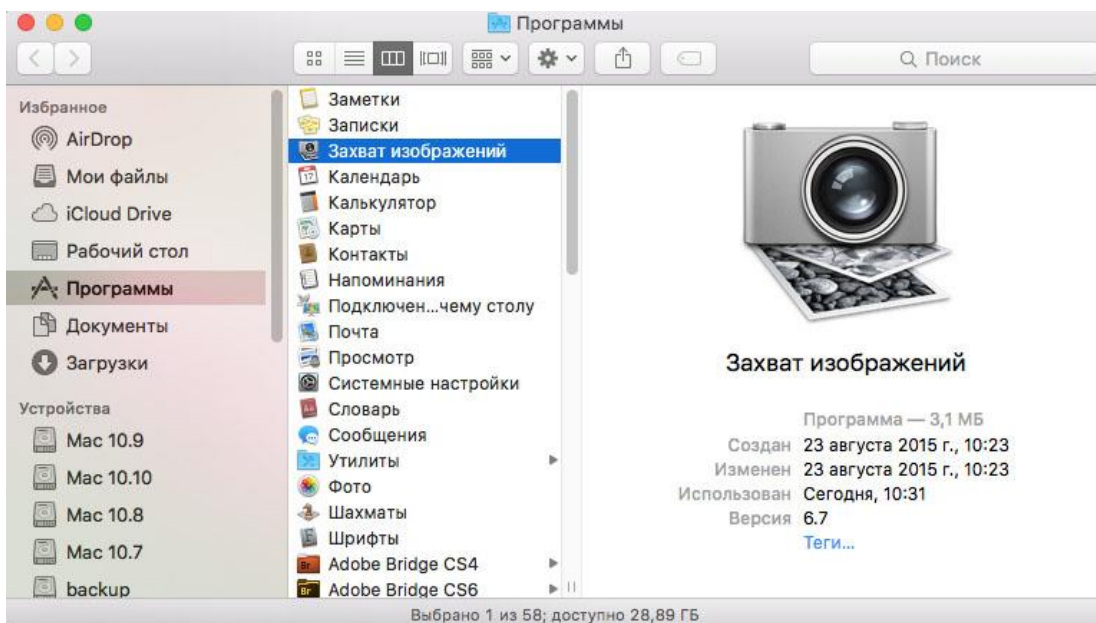 Программы
Поиск
Избранное
AirDrop
Мои файлы
iCloud Drive
Рабочий стол
Программы
Документы
Загрузки
Устройства
Mac 10.9
Mac 10.10
Mac 10.8
Mac 10.7
backup
Заметки
Записки
Захват изображений
Календарь
Калькулятор
Карты
Контакты
Напоминания
Подключен...чему столу
Почта
Просмотр
Системные настройки
Словарь
Сообщения
Утилиты
Фото
Шахматы
Шрифты
Adobe Bridge CS4
Adobe Bridge CS6
Захват изображений
Программа — 3,1 МБ
Создан 23 августа 2015 г., 10:23
Изменен 23 августа 2015 г., 10:23
Использован Сегодня, 10:31
Версия 6.7
Теги...
Выбрано 1 из 58; доступно 28,89 ГБ